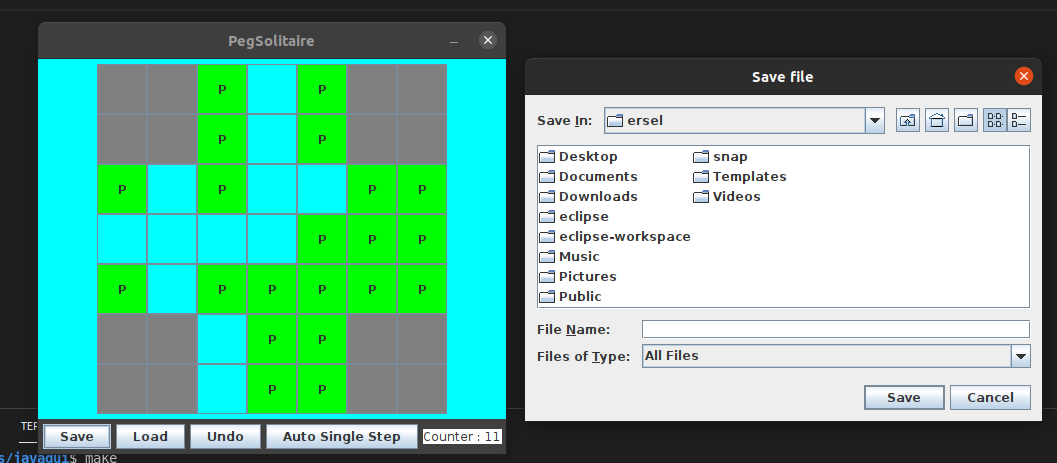 PegSolitaire
P P
P P
P P P P
P P P
P P P P P P
P P
P P
Save Load Undo Auto Single Step Counter : 11
TER
s/javagui$ make
Save file
Save In: ersel
Desktop snap
Documents Templates
Downloads Videos
eclipse
eclipse-workspace
Music
Pictures
Public
File Name:
Files of Type: All Files
Save Cancel